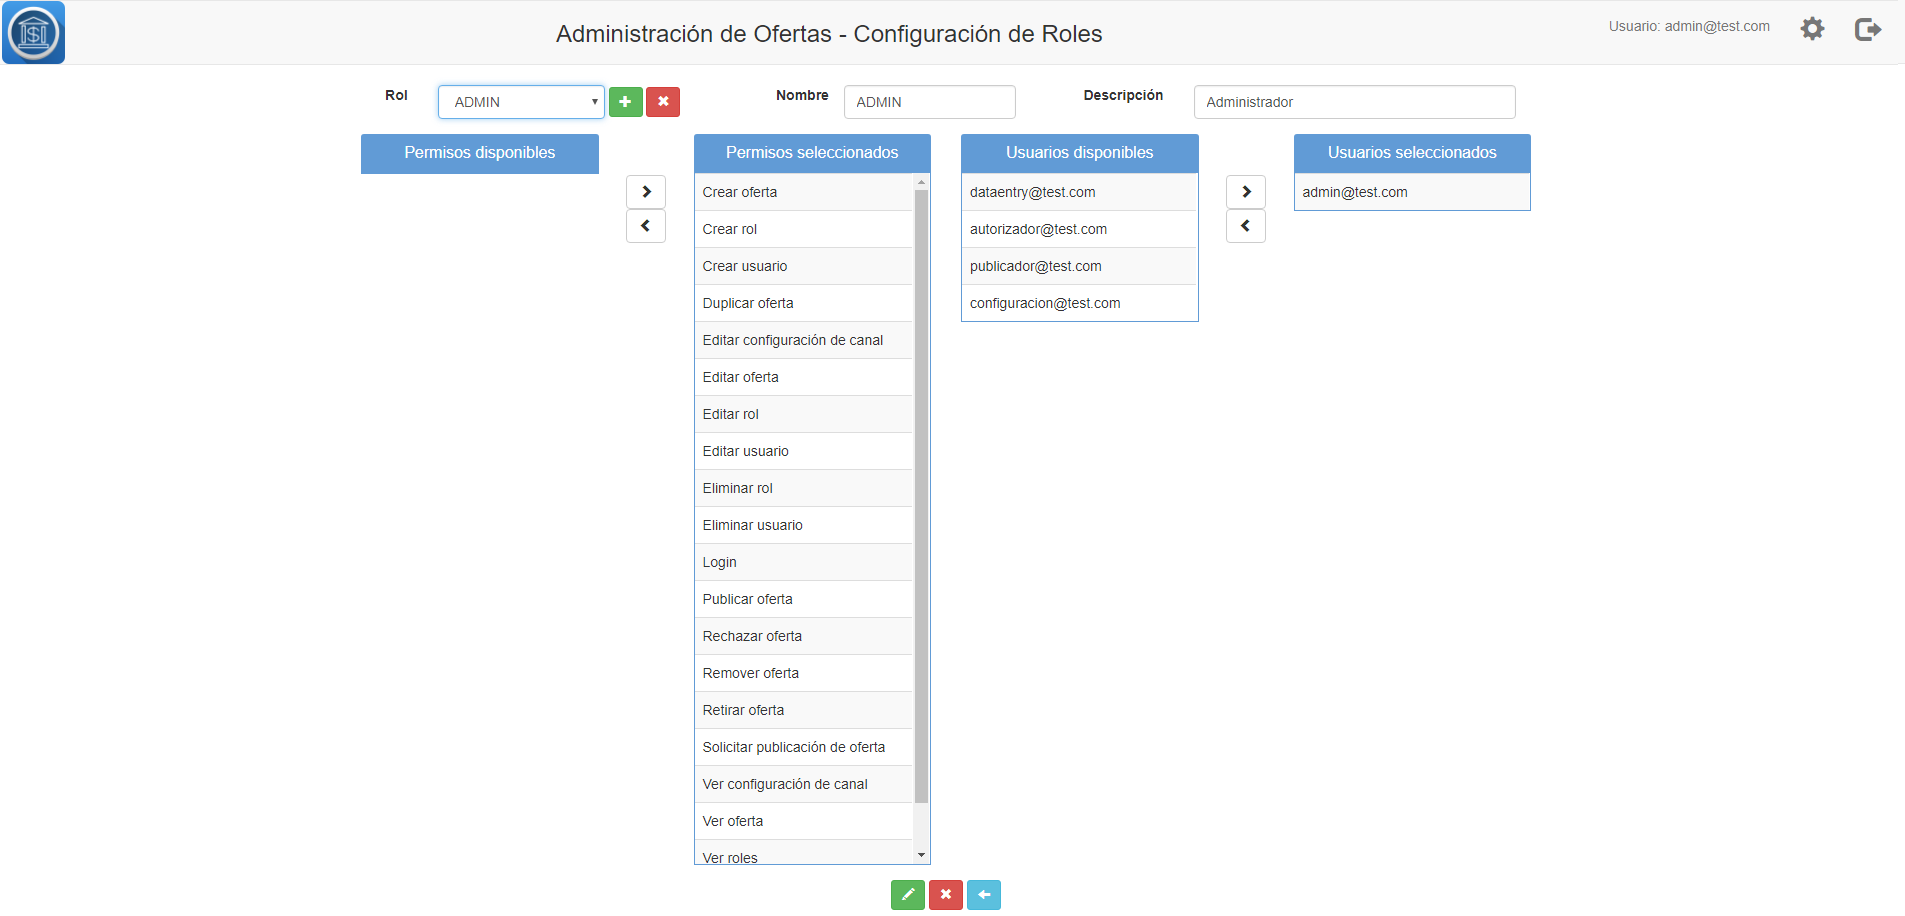 $
Administración de Ofertas - Configuración de Roles
Usuario: admin@test.com
Rol
ADMIN
Nombre
ADMIN
Descripción
Administrador
Permisos disponibles
Permisos seleccionados
Crear oferta
Crear rol
Crear usuario
Duplicar oferta
Editar configuración de canal
Editar oferta
Editar rol
Editar usuario
Eliminar rol
Eliminar usuario
Login
Publicar oferta
Rechazar oferta
Remover oferta
Retirar oferta
Solicitar publicación de oferta
Ver configuración de canal
Ver oferta
Ver roles
Usuarios disponibles
dataentry@test.com
autorizador@test.com
publicador@test.com
configuracion@test.com
Usuarios seleccionados
admin@test.com